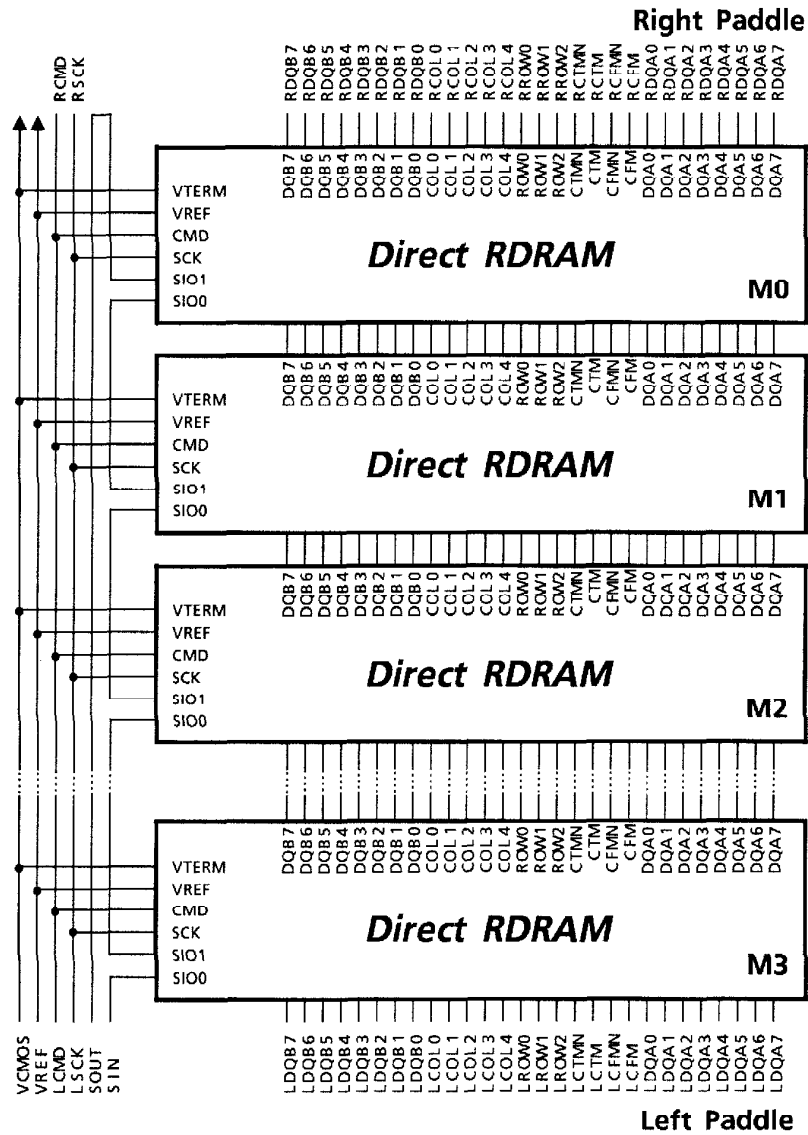 Right Paddle
RCMD RSCK RDQB7 RDQB6 RDQB5 RDQB4 RDQB3 RDQB2 RDQB1 RDQB0 RCOL0 RCOL1 RCOL2 RCOL3 RCOL4 RROW0 RROW1 RROW2 RCTMN RCTM RCFMN RCFM RDQA0 RDQA1 RDQA2 RDQA3 RDQA4 RDQA5 RDQA6 RDQA7
DQB7 DQB6 DQB5 DQB4 DQB3 DQB2 DQB1 DQB0 COL0 COL1 COL2 COL3 COL4 ROW0 ROW1 ROW2 CTMN CTM CFMN CFM DQA0 DQA1 DQA2 DQA3 DQA4 DQA5 DQA6 DQA7
VTERM
VREF
CMD
SCK
SIO1
SIO0
Direct RDRAM
M0
DQB7 DQB6 DQB5 DQB4 DQB3 DQB2 DQB1 DQB0 COL0 COL1 COL2 COL3 COL4 ROW0 ROW1 ROW2 CTMN CTM CFMN CFM DQA0 DQA1 DQA2 DQA3 DQA4 DQA5 DQA6 DQA7
VTERM
VREF
CMD
SCK
SIO1
SIO0
Direct RDRAM
M1
DQB7 DQB6 DQB5 DQB4 DQB3 DQB2 DQB1 DQB0 COL0 COL1 COL2 COL3 COL4 ROW0 ROW1 ROW2 CTMN CTM CFMN CFM DQA0 DQA1 DQA2 DQA3 DQA4 DQA5 DQA6 DQA7
VTERM
VREF
CMD
SCK
SIO1
SIO0
Direct RDRAM
M2
DQB7 DQB6 DQB5 DQB4 DQB3 DQB2 DQB1 DQB0 COL0 COL1 COL2 COL3 COL4 ROW0 ROW1 ROW2 CTMN CTM CFMN CFM DQA0 DQA1 DQA2 DQA3 DQA4 DQA5 DQA6 DQA7
VTERM
VREF
CMD
SCK
SIO1
SIO0
Direct RDRAM
M3
VCMOS VREF LCMD LSCK SOUT SIN LDQB7 LDQB6 LDQB5 LDQB4 LDQB3 LDQB2 LDQB1 LDQB0 LCOL0 LCOL1 LCOL2 LCOL3 LCOL4 LROW0 LROW1 LROW2 LCTMN LCTM LCFMN LCFM LDQA0 LDQA1 LDQA2 LDQA3 LDQA4 LDQA5 LDQA6 LDQA7
Left Paddle